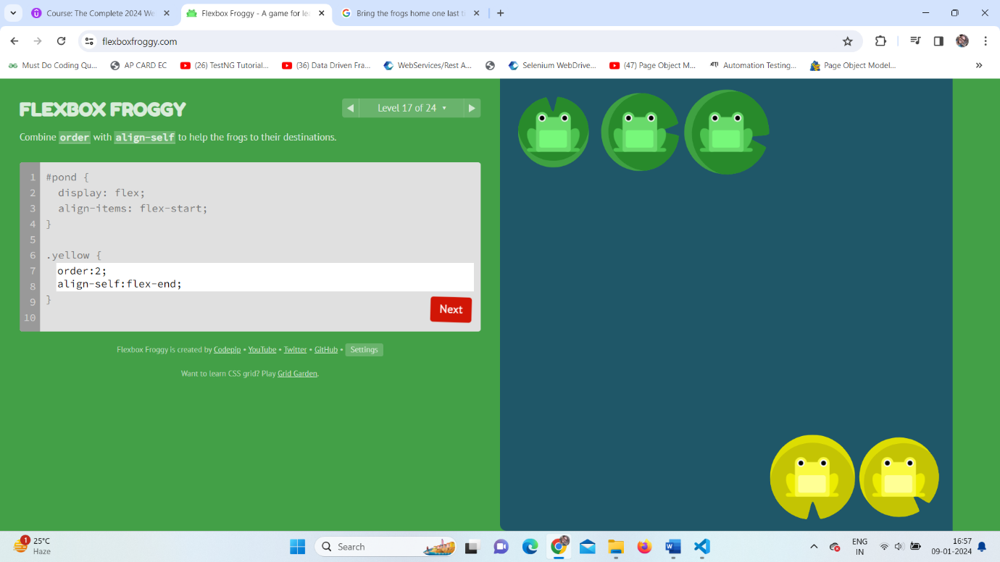 Course: The Complete 2024 We
Flexbox Froggy - A game for lea
Bring the frogs home one last t
flexboxfroggy.com
Must Do Coding Qu...
AP CARD EC
(26) TestNG Tutorial...
(36) Data Driven Fra...
WebServices/Rest A...
Selenium WebDrive...
(47) Page Object M...
Automation Testing...
Page Object Model...
»
FLEXBOX FROGGY
Level 17 of 24
Combine order with align-self to help the frogs to their destinations.
1 #pond {
2 display: flex;
3 align-items: flex-start;
4 }
5
6 .yellow {
7 order:2;
8 align-self:flex-end;
9 }
10
Next
Flexbox Froggy is created by Codepip • YouTube • Twitter • GitHub • Settings
Want to learn CSS grid? Play Grid Garden.
1
25°C
Haze
Search
ENG
IN
16:57
09-01-2024